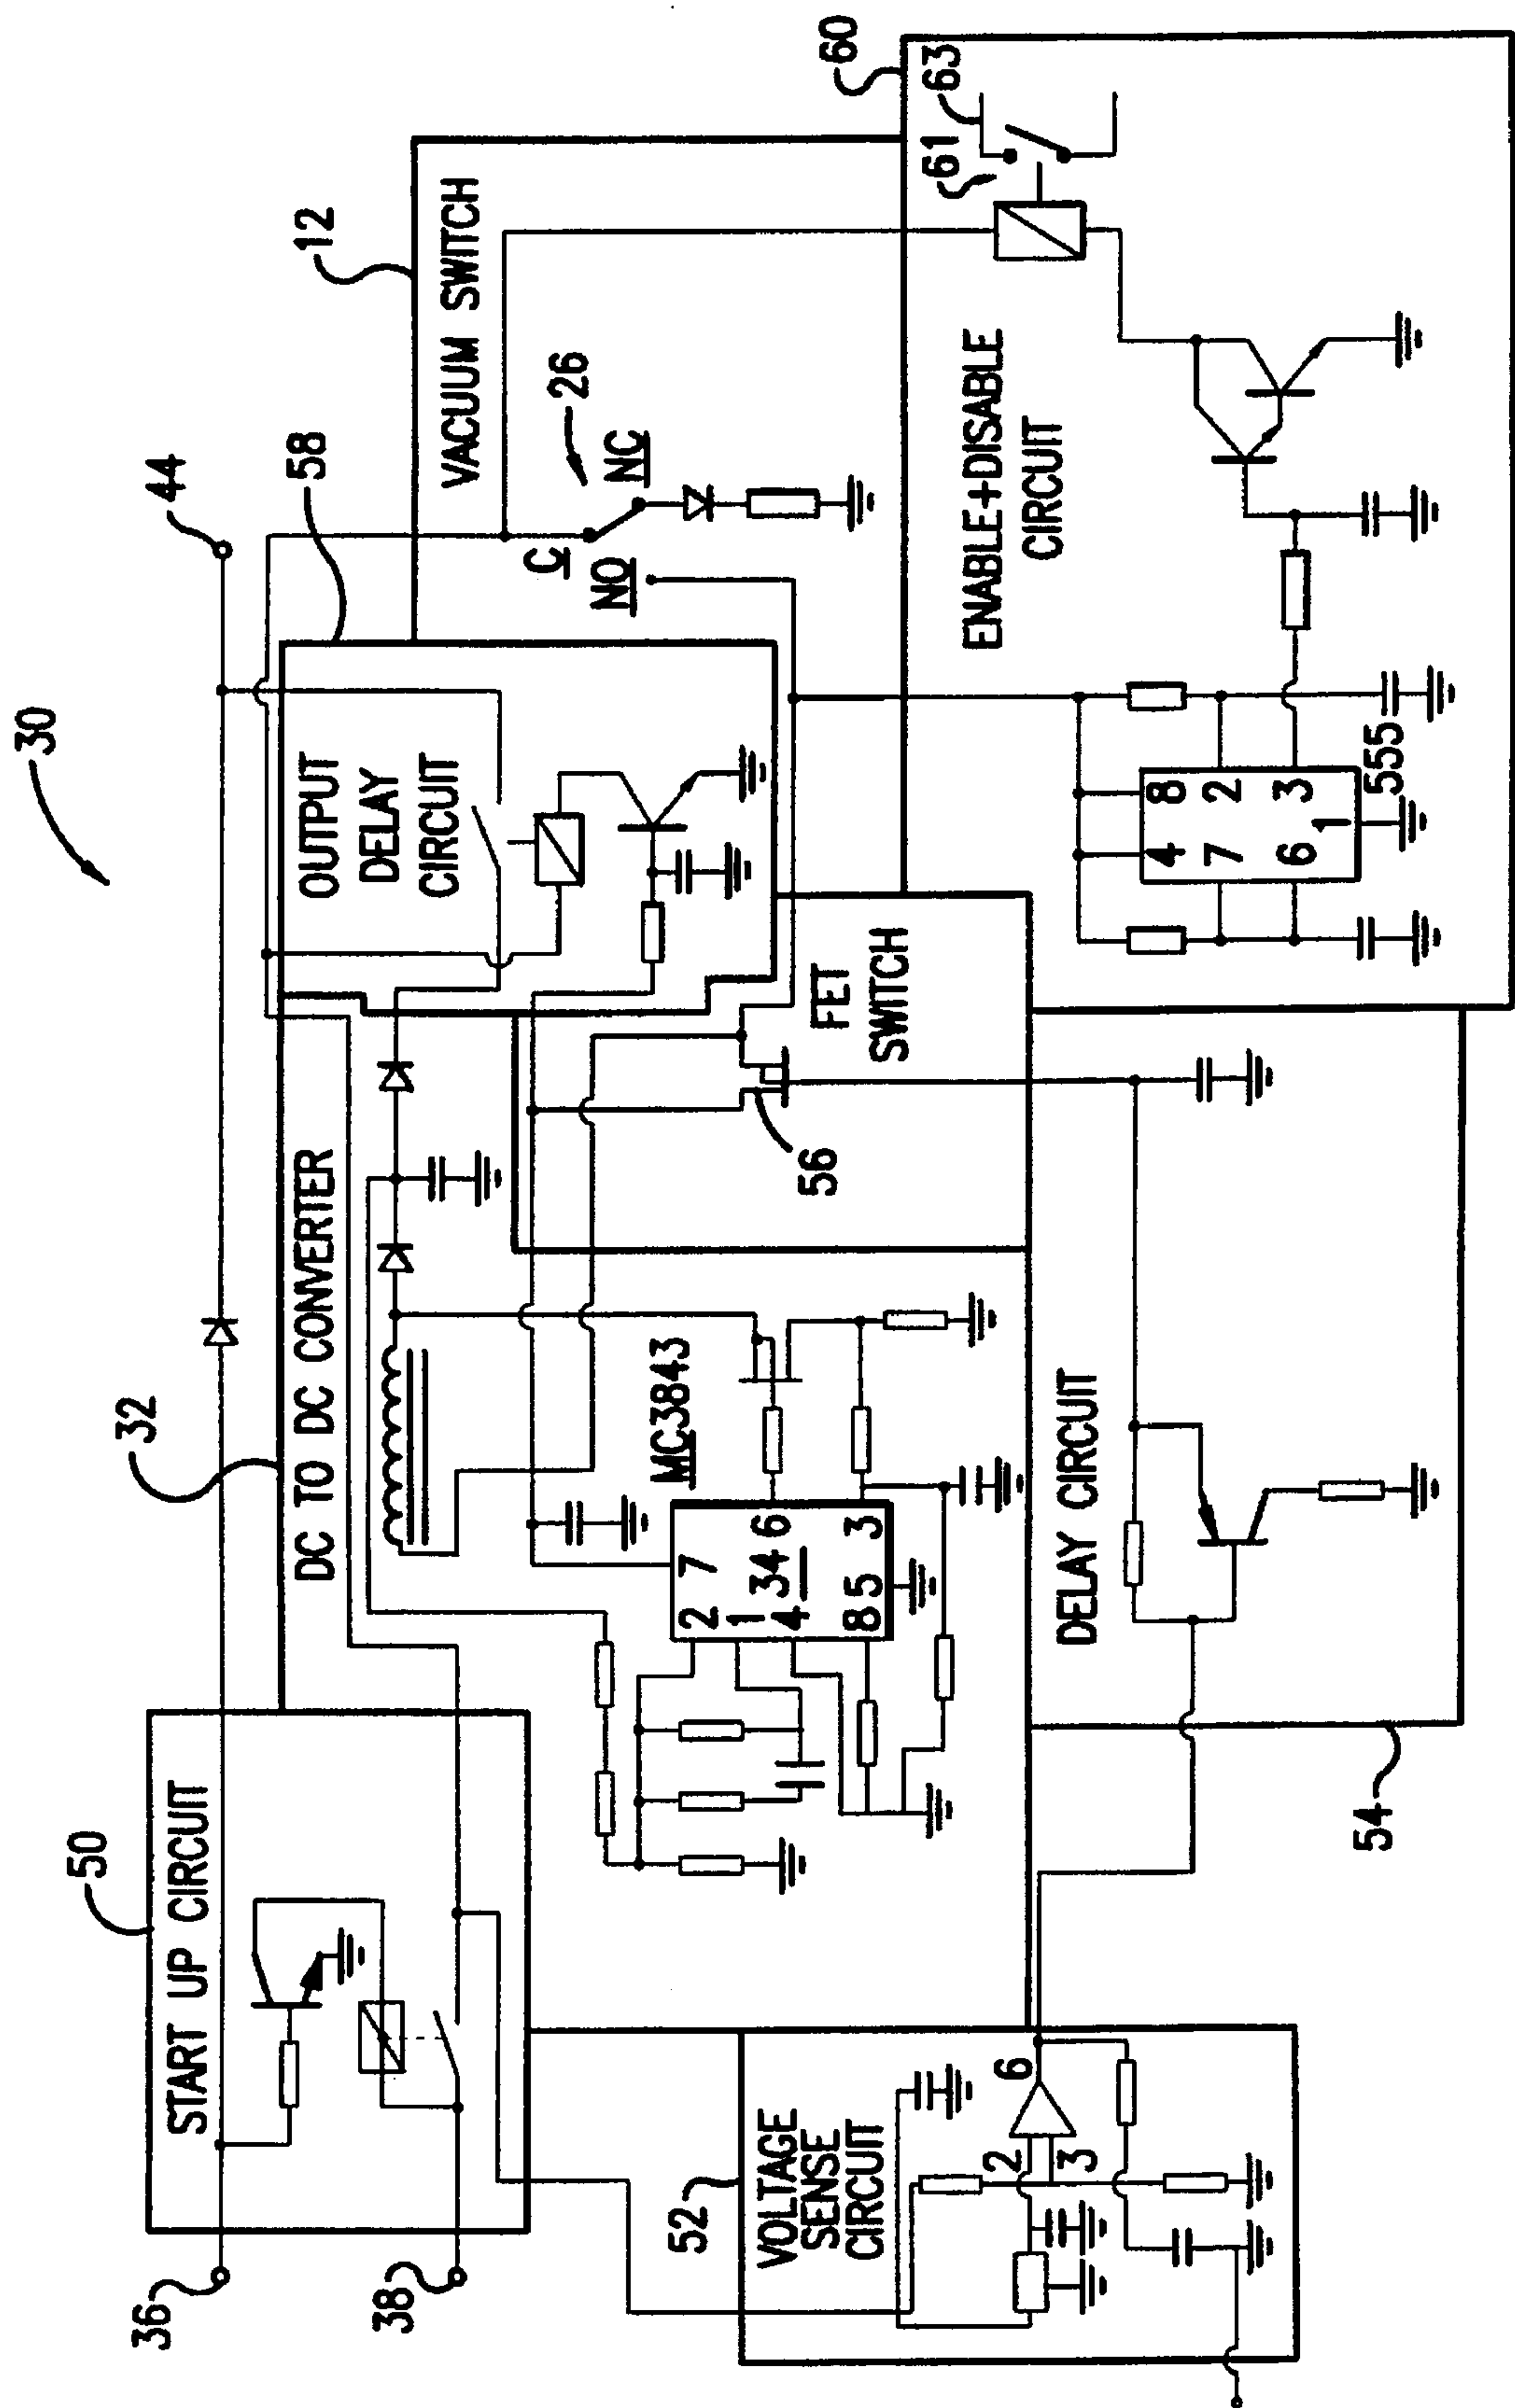 30
44
58
12
60
32
50
36
38
52
54
56
26
61
63
START UP CIRCUIT
DC TO DC CONVERTER
OUTPUT
DELAY
CIRCUIT
VACUUM SWITCH
C
NC
NO
FET
SWITCH
MC3843
2
7
1
34
6
4
8
5
3
VOLTAGE
SENSE
CIRCUIT
2
3
6
DELAY CIRCUIT
ENABLE+DISABLE
CIRCUIT
4
8
7
2
6
3
1
555